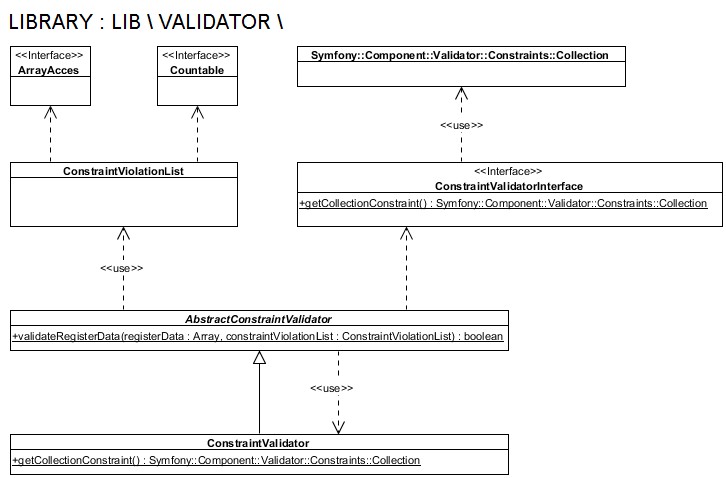 LIBRARY : LIB \ VALIDATOR \
<<Interface>>
ArrayAcces
<<Interface>>
Countable
Symfony::Component::Validator::Constraints::Collection
<<use>>
ConstraintViolationList
<<Interface>>
ConstraintValidatorInterface
+getCollectionConstraint() : Symfony::Component::Validator::Constraints::Collection
<<use>>
AbstractConstraintValidator
+validateRegisterData(registerData : Array, constraintViolationList : ConstraintViolationList) : boolean
<<use>>
ConstraintValidator
+getCollectionConstraint() : Symfony::Component::Validator::Constraints::Collection